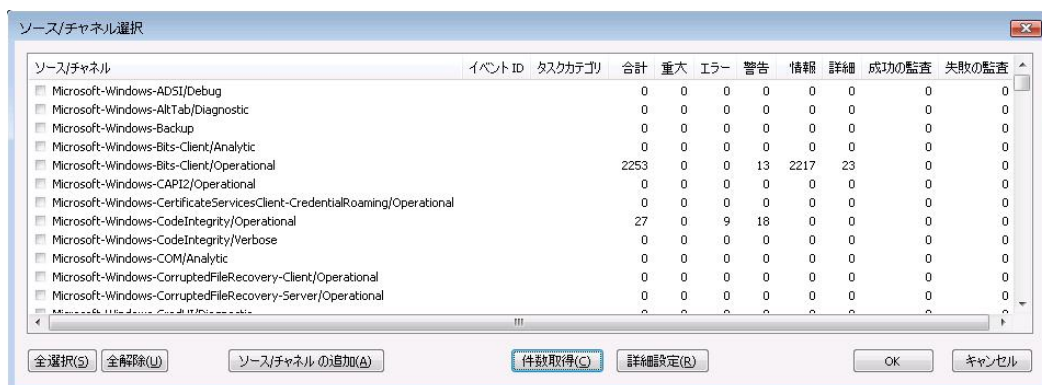 ソース/チャネル選択
ソース/チャネル イベント ID タスクカテゴリ 合計 重大 エラー 警告 情報 詳細 成功の監査 失敗の監査
Microsoft-Windows-ADSI/Debug 0 0 0 0 0 0 0 0
Microsoft-Windows-AltTab/Diagnostic 0 0 0 0 0 0 0 0
Microsoft-Windows-Backup 0 0 0 0 0 0 0 0
Microsoft-Windows-Bits-Client/Analytic 0 0 0 0 0 0 0 0
Microsoft-Windows-Bits-Client/Operational 2253 0 0 13 2217 23 0 0
Microsoft-Windows-CAPI2/Operational 0 0 0 0 0 0 0 0
Microsoft-Windows-CertificateServicesClient-CredentialRoaming/Operational 0 0 0 0 0 0 0 0
Microsoft-Windows-CodeIntegrity/Operational 27 0 9 18 0 0 0 0
Microsoft-Windows-CodeIntegrity/Verbose 0 0 0 0 0 0 0 0
Microsoft-Windows-COM/Analytic 0 0 0 0 0 0 0 0
Microsoft-Windows-CorruptedFileRecovery-Client/Operational 0 0 0 0 0 0 0 0
Microsoft-Windows-CorruptedFileRecovery-Server/Operational 0 0 0 0 0 0 0 0
全選択(S) 全解除(U) ソース/チャネル の追加(A) 件数取得(C) 詳細設定(R) OK キャンセル